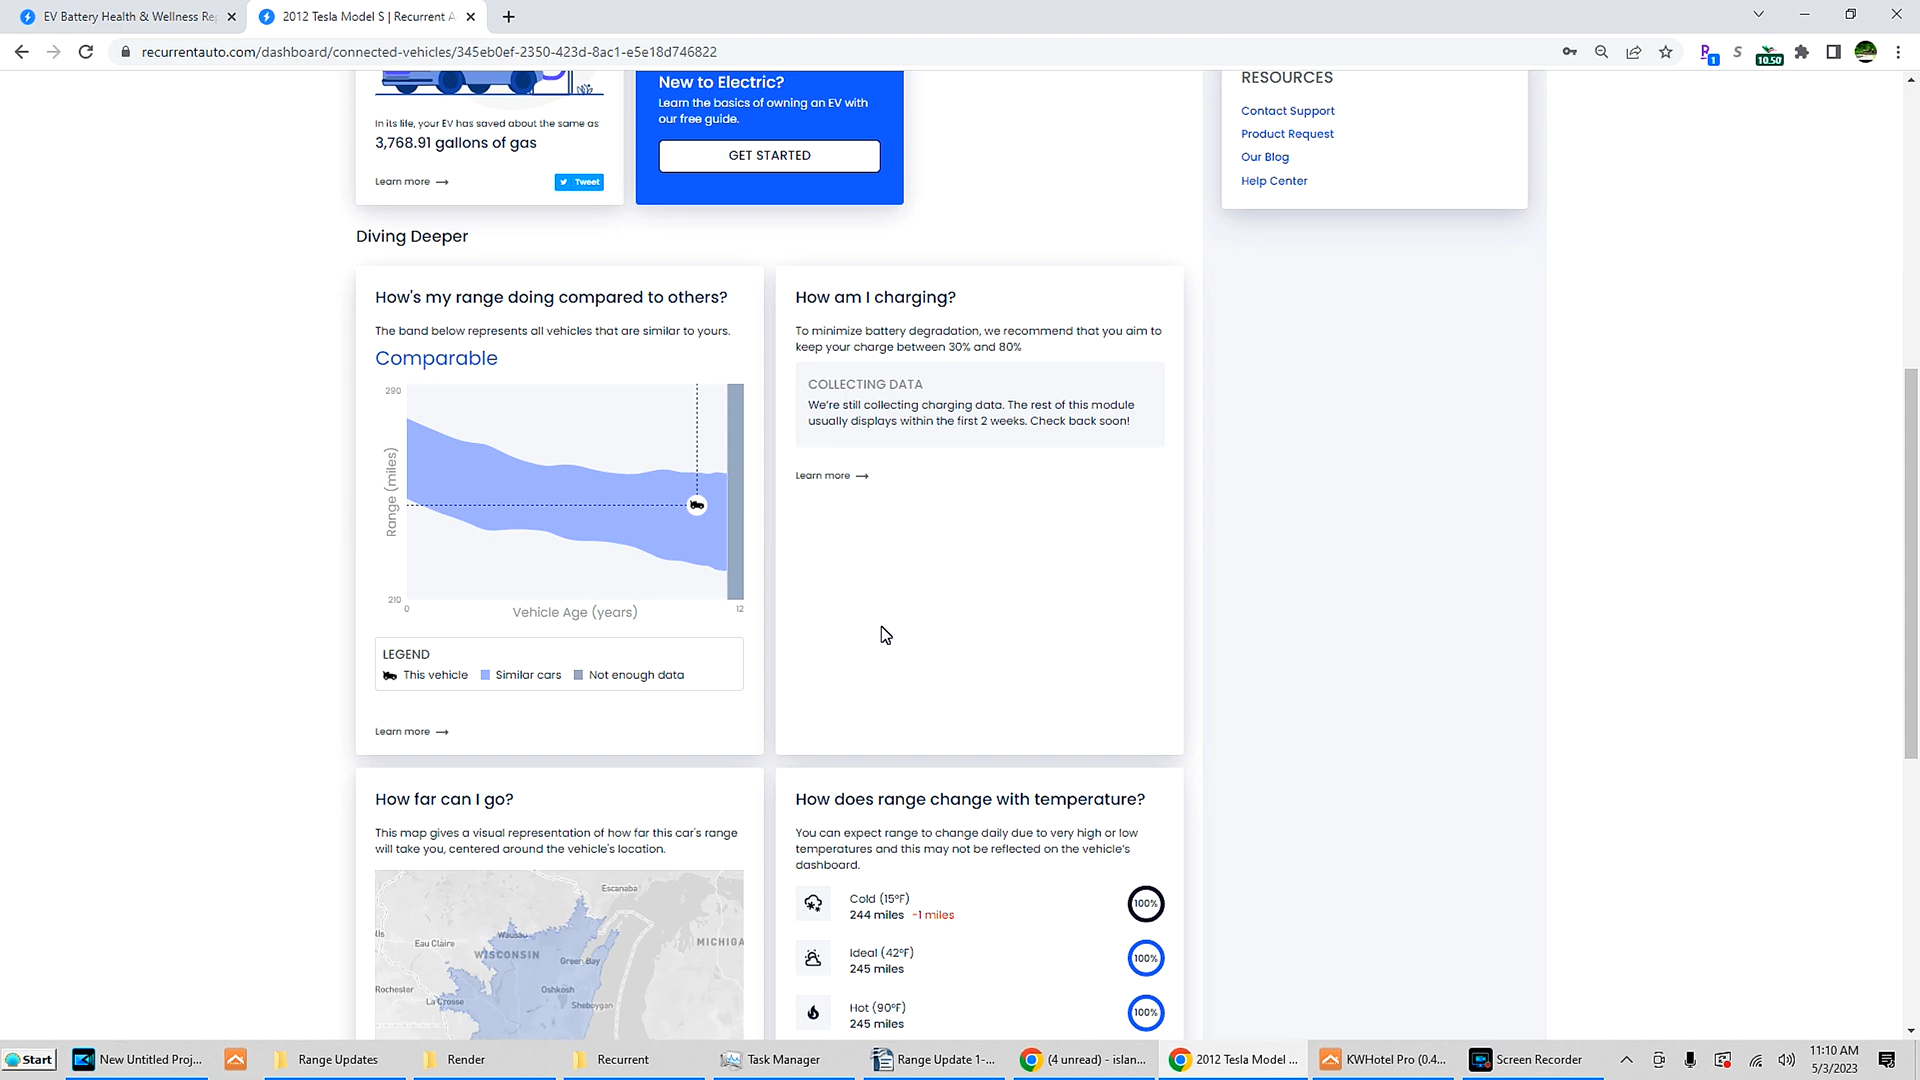 EV Battery Health & Wellness Re
2012 Tesla Model S | Recurrent A
recurrentauto.com/dashboard/connected-vehicles/345eb0ef-2350-423d-8ac1-e5e18d746822
1
S
10.50
In its life, your EV has saved about the same as
3,768.91 gallons of gas
Learn more →
Tweet
New to Electric?
Learn the basics of owning an EV with
our free guide.
GET STARTED
RESOURCES
Contact Support
Product Request
Our Blog
Help Center
Diving Deeper
How's my range doing compared to others?
The band below represents all vehicles that are similar to yours.
Comparable
290
Range (miles)
210
0
12
Vehicle Age (years)
LEGEND
This vehicle
Similar cars
Not enough data
Learn more →
How am I charging?
To minimize battery degradation, we recommend that you aim to
keep your charge between 30% and 80%
COLLECTING DATA
We're still collecting charging data. The rest of this module
usually displays within the first 2 weeks. Check back soon!
Learn more →
How far can I go?
This map gives a visual representation of how far this car's range
will take you, centered around the vehicle's location.
Escanaba
Wausau
Eau Claire
WISCONSIN
Green Bay
MICHIGA
Rochester
La Crosse
Oshkosh
Sheboygan
How does range change with temperature?
You can expect range to change daily due to very high or low
temperatures and this may not be reflected on the vehicle's
dashboard.
Cold (15°F)
244 miles -1 miles
100%
Ideal (42°F)
245 miles
100%
Hot (90°F)
245 miles
100%
Start
New Untitled Proj...
Range Updates
Render
Recurrent
Task Manager
Range Update 1-...
(4 unread) - islan...
2012 Tesla Model ...
KWHotel Pro (0.4...
Screen Recorder
11:10 AM
5/3/2023